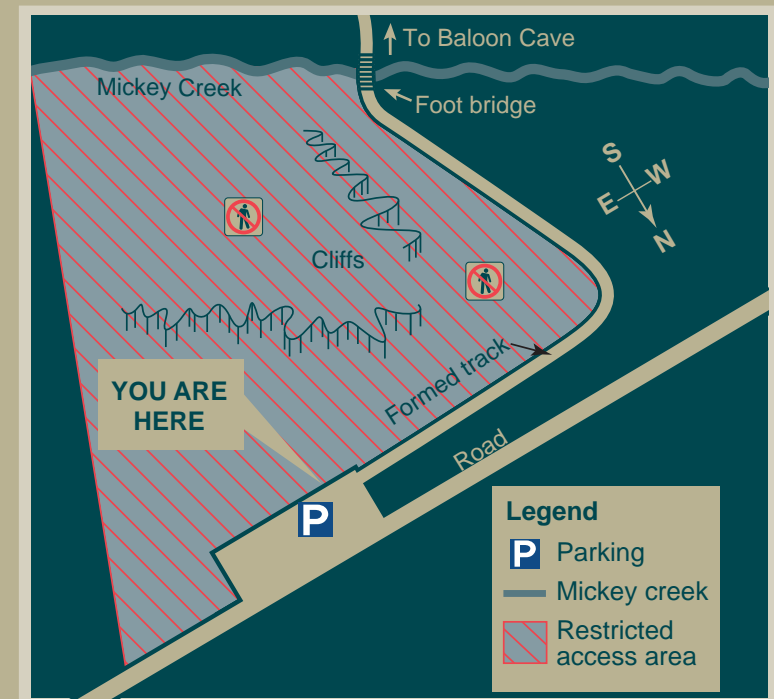 To Baloon Cave
Mickey Creek
Foot bridge
S
W
E
N
Cliffs
Formed track
YOU ARE
HERE
Road
P
Legend
P Parking
Mickey creek
Restricted
access area